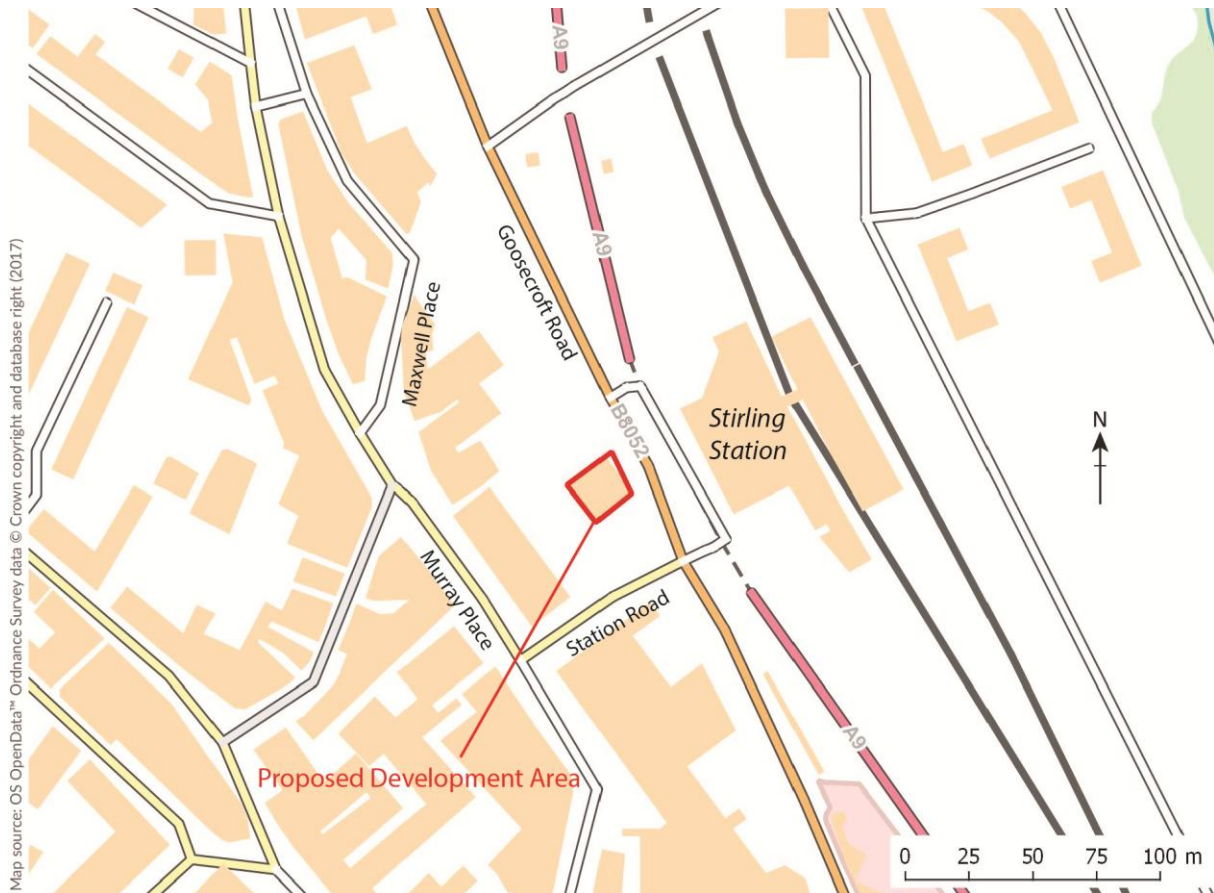 A9
Goosecroft Road
A9
Maxwell Place
B8052
Stirling
Station
N
Murray Place
Station Road
A9
Proposed Development Area
0 25 50 75 100 m
Map source: OS OpenData™ Ordnance Survey data © Crown copyright and database right (2017)